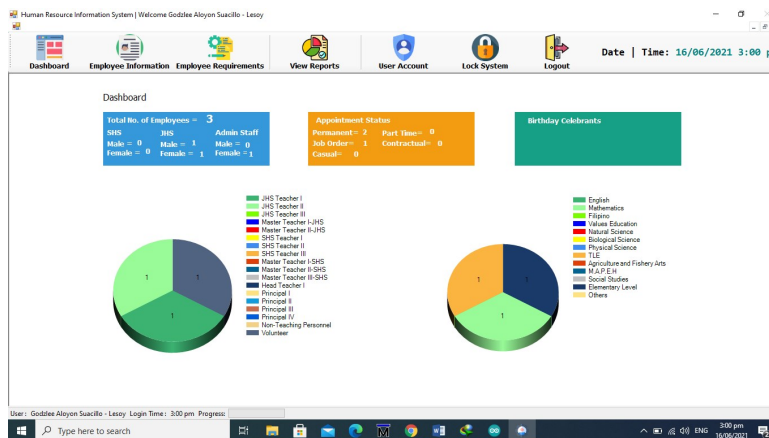 Human Resource Information System | Welcome Godzlee Aloyon Suacillo - Lesoy
Dashboard
Employee Information
Employee Requirements
View Reports
User Account
Lock System
Logout
Date | Time: 16/06/2021 3:00 p
Dashboard
Total No. of Employees = 3
SHS JHS Admin Staff
Male = 0 Male = 1 Male = 0
Female = 0 Female = 1 Female = 1
Appointment Status
Permanent= 2 Part Time= 0
Job Order= 1 Contractual= 0
Casual= 0
Birthday Celebrants
1
1
1
JHS Teacher I
JHS Teacher II
JHS Teacher III
Master Teacher I-JHS
Master Teacher II-JHS
SHS Teacher I
SHS Teacher II
SHS Teacher III
Master Teacher I-SHS
Master Teacher II-SHS
Master Teacher III-SHS
Head Teacher I
Principal I
Principal II
Principal III
Principal IV
Non-Teaching Personnel
Volunteer
1
1
1
English
Mathematics
Filipino
Values Education
Natural Science
Biological Science
Physical Science
TLE
Agriculture and Fishery Arts
M.A.P.E.H
Social Studies
Elementary Level
Others
User : Godzlee Aloyon Suacillo - Lesoy Login Time : 3:00 pm Progress:
Type here to search
ENG
3:00 pm
16/06/2021